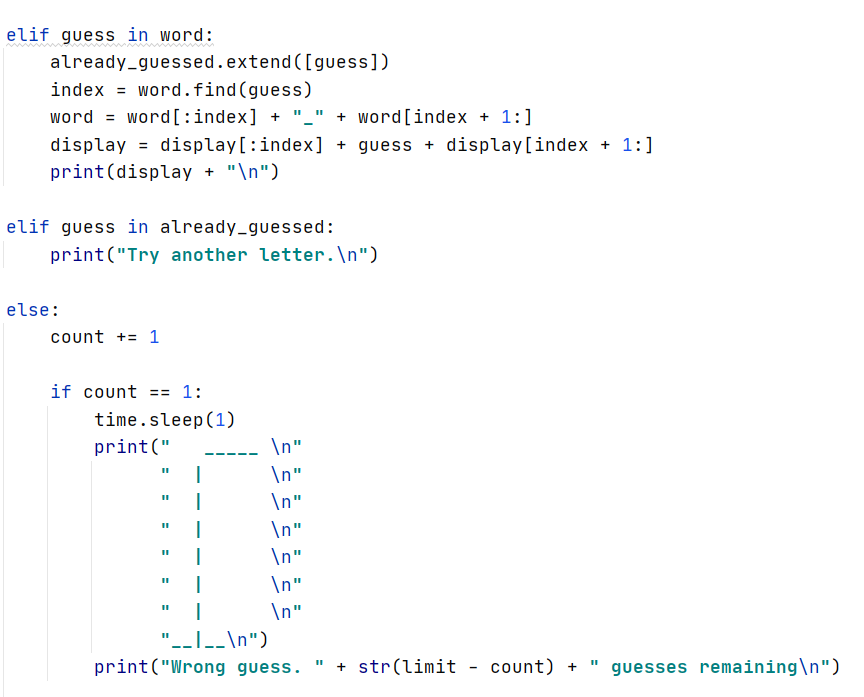 elif guess in word:
    already_guessed.extend([guess])
    index = word.find(guess)
    word = word[:index] + "_" + word[index + 1:]
    display = display[:index] + guess + display[index + 1:]
    print(display + "\n")

elif guess in already_guessed:
    print("Try another letter.\n")

else:
    count += 1

    if count == 1:
        time.sleep(1)
        print("   _____ \n"
              "  |      \n"
              "  |      \n"
              "  |      \n"
              "  |      \n"
              "  |      \n"
              "  |      \n"
              "__|__\n")
        print("Wrong guess. " + str(limit - count) + " guesses remaining\n")